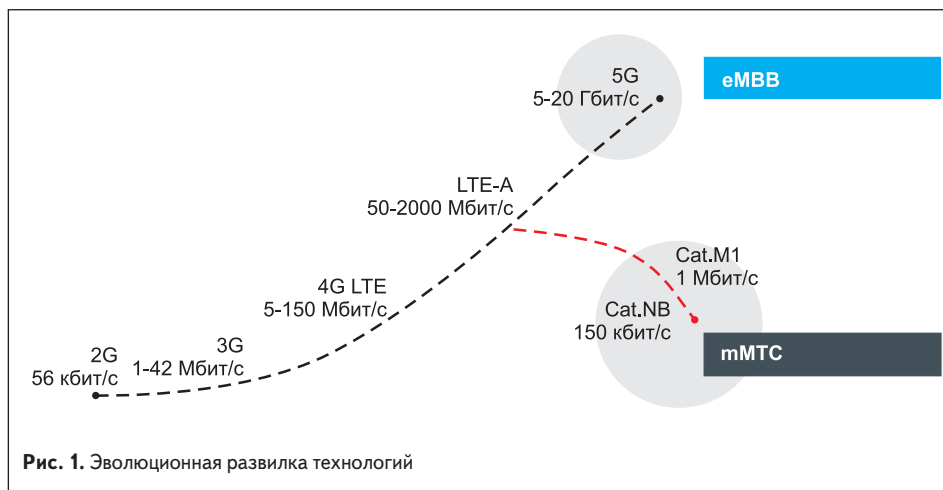 5G
5-20 Гбит/с
eMBB
LTE-A
50-2000 Мбит/с
Cat.M1
1 Мбит/с
4G LTE
5-150 Мбит/с
Cat.NB
150 кбит/с
mMTC
3G
1-42 Мбит/с
2G
56 кбит/с
Рис. 1. Эволюционная развилка технологий